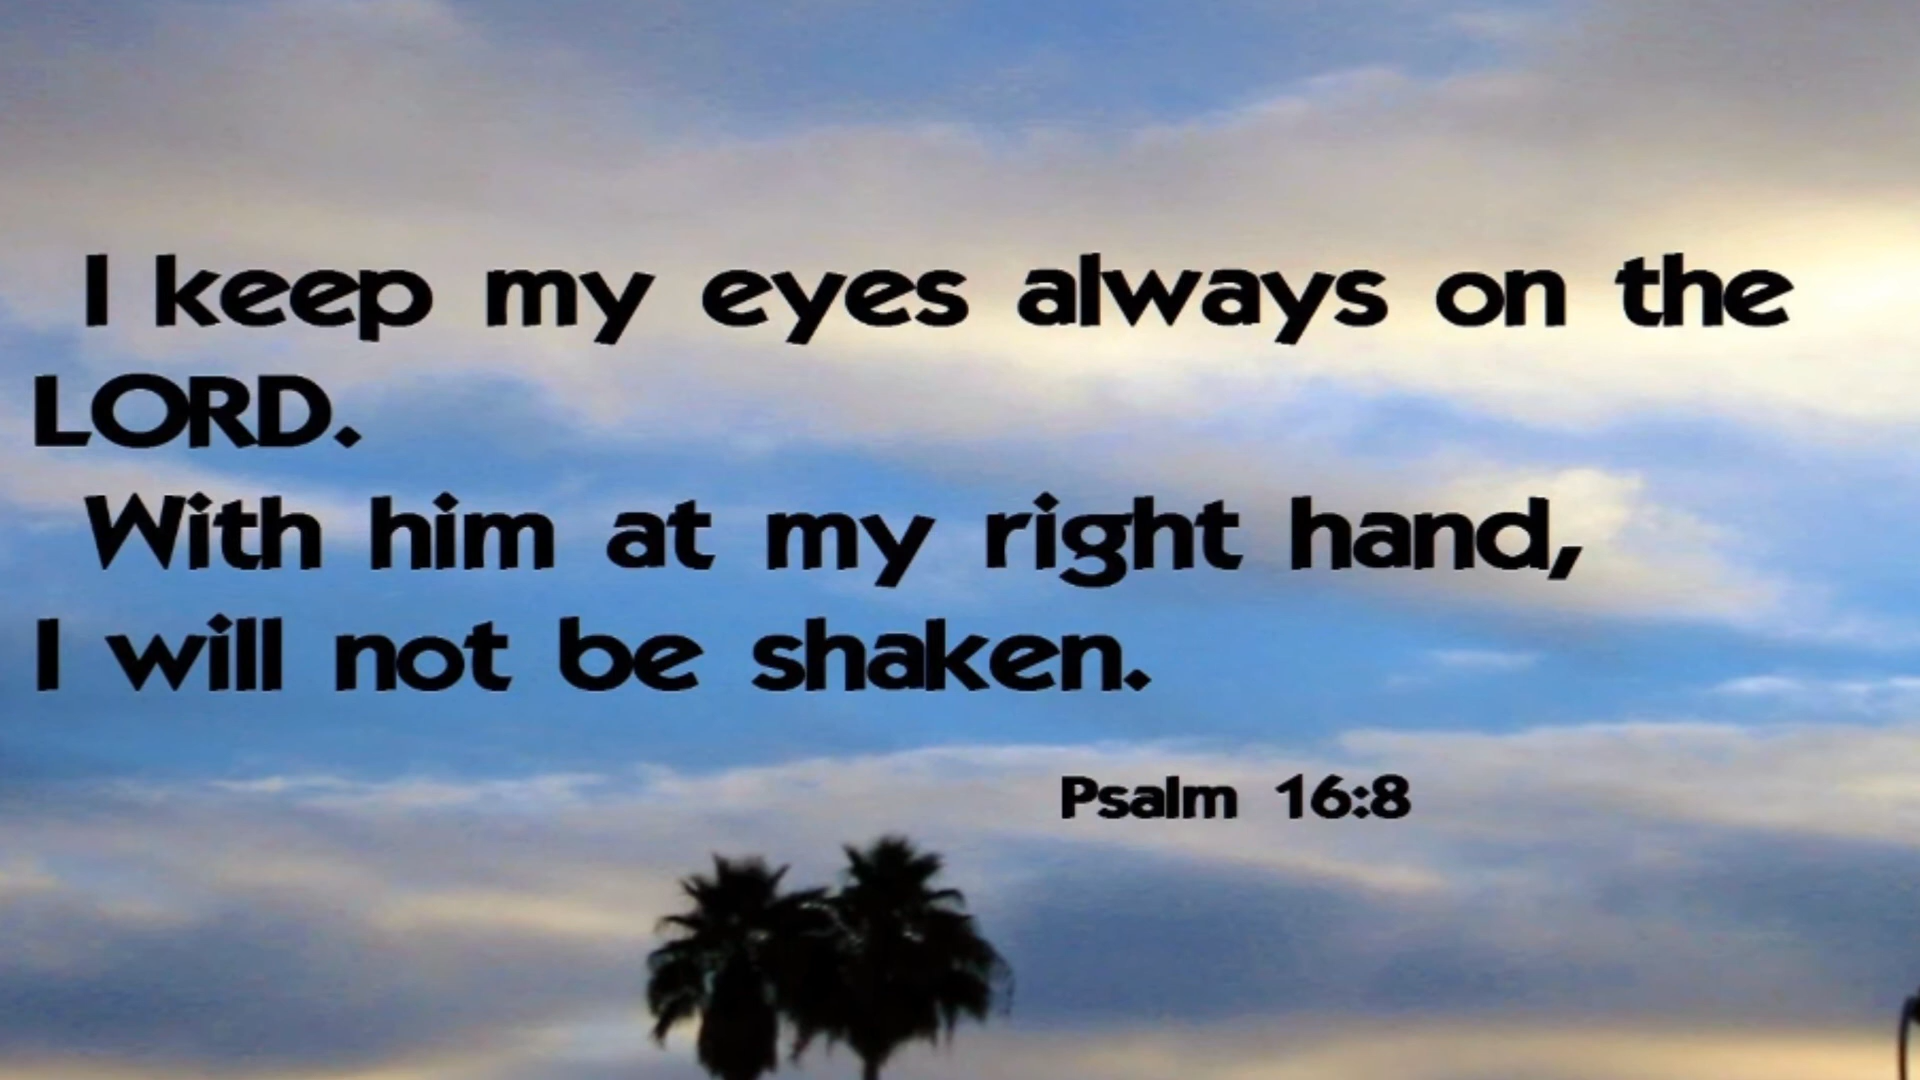 I keep my eyes always on the
LORD.
With him at my right hand,
I will not be shaken.
Psalm 16:8